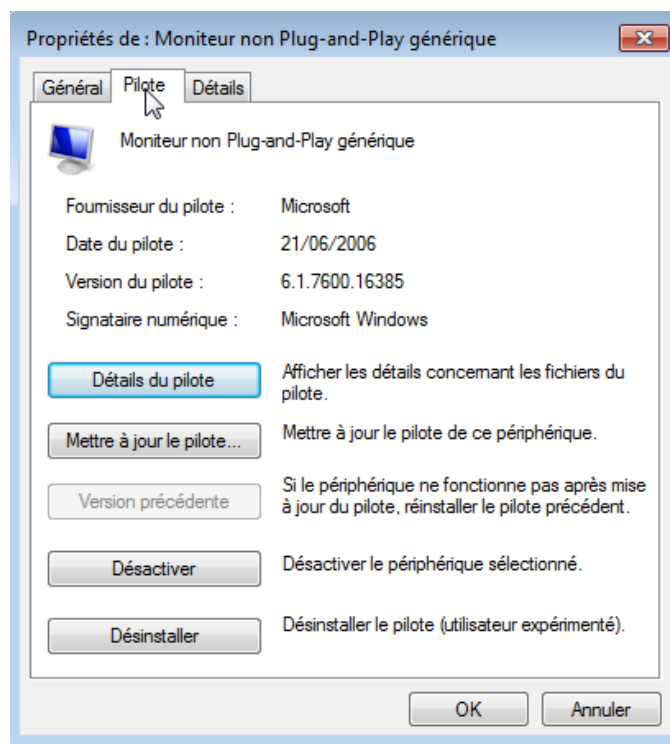 Propriétés de : Moniteur non Plug-and-Play générique
Général Pilote Détails
Moniteur non Plug-and-Play générique
Fournisseur du pilote : Microsoft
Date du pilote : 21/06/2006
Version du pilote : 6.1.7600.16385
Signataire numérique : Microsoft Windows
Détails du pilote
Afficher les détails concernant les fichiers du
pilote.
Mettre à jour le pilote...
Mettre à jour le pilote de ce périphérique.
Version précédente
Si le périphérique ne fonctionne pas après mise
à jour du pilote, réinstaller le pilote précédent.
Désactiver
Désactiver le périphérique sélectionné.
Désinstaller
Désinstaller le pilote (utilisateur expérimenté).
OK Annuler